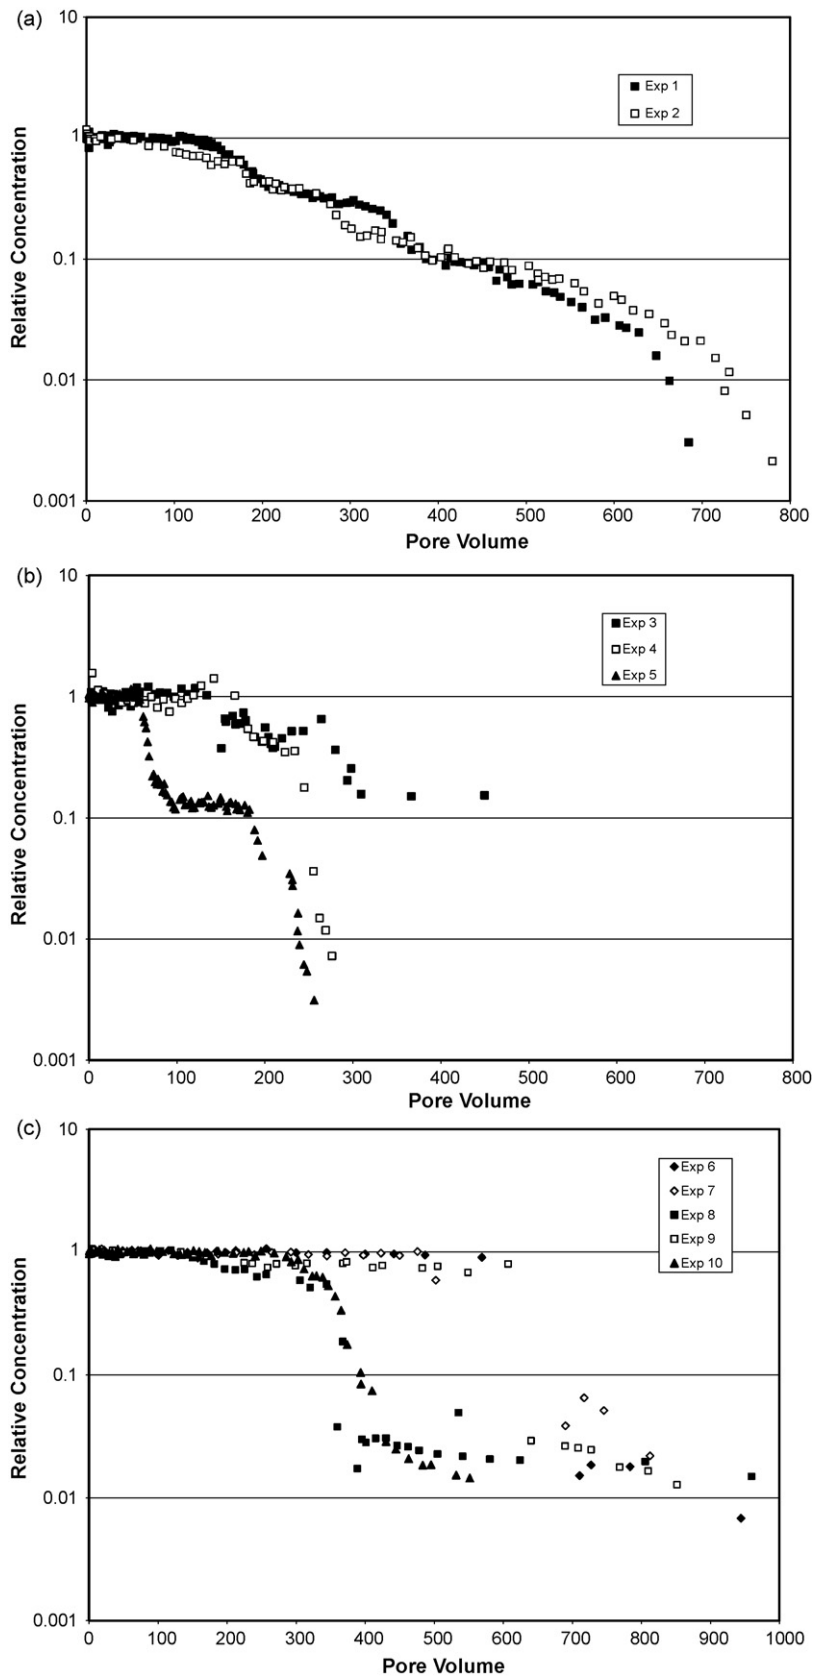 (a)
10
1
0.1
0.01
0.001
Relative Concentration
Exp 1
Exp 2
0 100 200 300 400 500 600 700 800
Pore Volume
(b)
10
1
0.1
0.01
0.001
Relative Concentration
Exp 3
Exp 4
Exp 5
0 100 200 300 400 500 600 700 800
Pore Volume
(c)
10
1
0.1
0.01
0.001
Relative Concentration
Exp 6
Exp 7
Exp 8
Exp 9
Exp 10
0 100 200 300 400 500 600 700 800 900 1000
Pore Volume